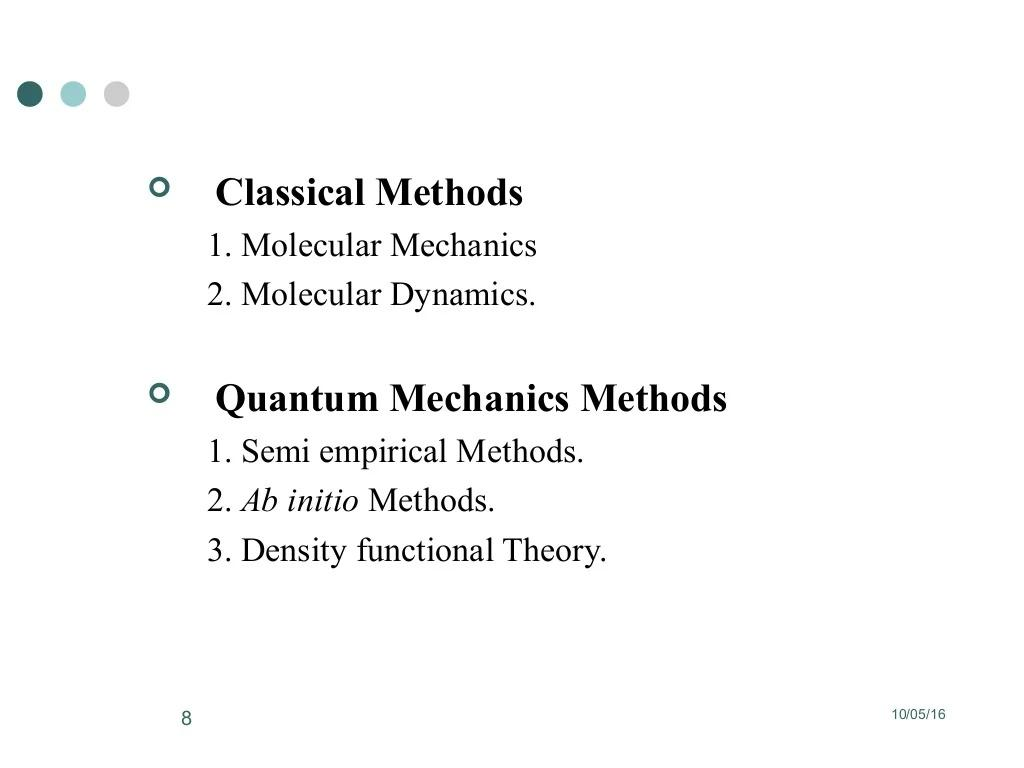 Classical Methods
1. Molecular Mechanics
2. Molecular Dynamics.
Quantum Mechanics Methods
1. Semi empirical Methods.
2. Ab initio Methods.
3. Density functional Theory.
8
10/05/16